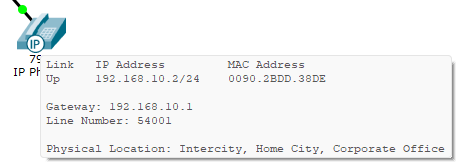 IP
79
IP Ph
Link IP Address MAC Address
Up 192.168.10.2/24 0090.2BDD.38DE
Gateway: 192.168.10.1
Line Number: 54001
Physical Location: Intercity, Home City, Corporate Office